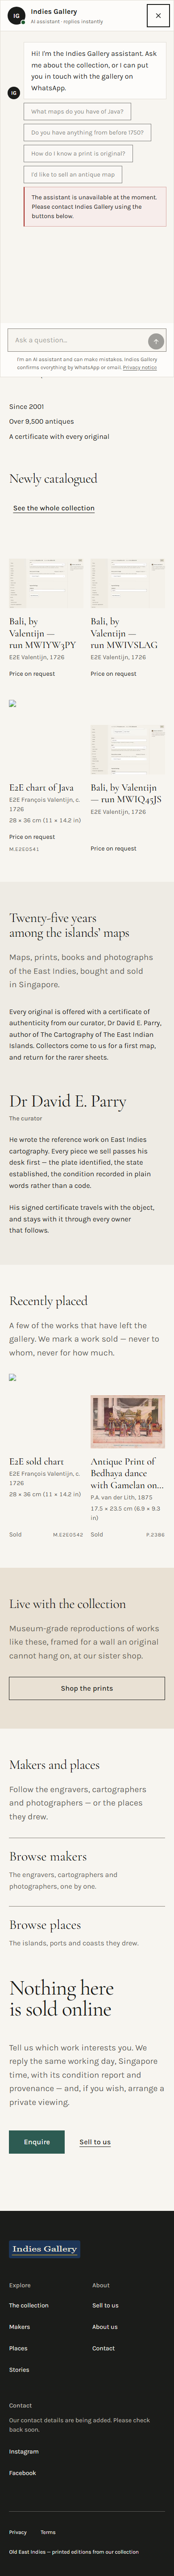 IG
Indies Gallery
AI assistant · replies instantly
Hi! I'm the Indies Gallery assistant. Ask
me about the collection, or I can put
you in touch with the gallery on
WhatsApp.
IG
What maps do you have of Java?
Do you have anything from before 1750?
How do I know a print is original?
I'd like to sell an antique map
The assistant is unavailable at the moment.
Please contact Indies Gallery using the
buttons below.
Ask a question...
I'm an AI assistant and can make mistakes. Indies Gallery
confirms everything by WhatsApp or email. Privacy notice
Since 2001
Over 9,500 antiques
A certificate with every original
Newly catalogued
See the whole collection
Bali, by
Valentijn —
run MWIYW3PY
E2E Valentijn, 1726
Price on request
Bali, by
Valentijn —
run MWIVSLAG
E2E Valentijn, 1726
Price on request
E2E chart of Java
E2E François Valentijn, c.
1726
28 × 36 cm (11 × 14.2 in)
Price on request
M.E2E0541
Bali, by Valentijn
— run MWIQ45JS
E2E Valentijn, 1726
Price on request
Twenty-five years
among the islands’ maps
Maps, prints, books and photographs
of the East Indies, bought and sold
in Singapore.
Every original is offered with a certificate of
authenticity from our curator, Dr David E. Parry,
author of The Cartography of The East Indian
Islands. Collectors come to us for a first map,
and return for the rarer sheets.
Dr David E. Parry
The curator
He wrote the reference work on East Indies
cartography. Every piece we sell passes his
desk first — the plate identified, the state
established, the condition recorded in plain
words rather than a code.
His signed certificate travels with the object,
and stays with it through every owner
that follows.
Recently placed
A few of the works that have left the
gallery. We mark a work sold — never to
whom, never for how much.
E2E sold chart
E2E François Valentijn, c.
1726
28 × 36 cm (11 × 14.2 in)
Sold
M.E2E0542
Antique Print of
Bedhaya dance
with Gamelan on...
P.A. van der Lith, 1875
17.5 × 23.5 cm (6.9 × 9.3
in)
Sold
P.2386
Live with the collection
Museum-grade reproductions of works
like these, framed for a wall an original
cannot hang on, at our sister shop.
Shop the prints
Makers and places
Follow the engravers, cartographers
and photographers — or the places
they drew.
Browse makers
The engravers, cartographers and
photographers, one by one.
Browse places
The islands, ports and coasts they drew.
Nothing here
is sold online
Tell us which work interests you. We
reply the same working day, Singapore
time, with its condition report and
provenance — and, if you wish, arrange a
private viewing.
Enquire
Sell to us
Indies Gallery
Explore
The collection
Makers
Places
Stories
About
Sell to us
About us
Contact
Contact
Our contact details are being added. Please check
back soon.
Instagram
Facebook
Privacy
Terms
Old East Indies — printed editions from our collection